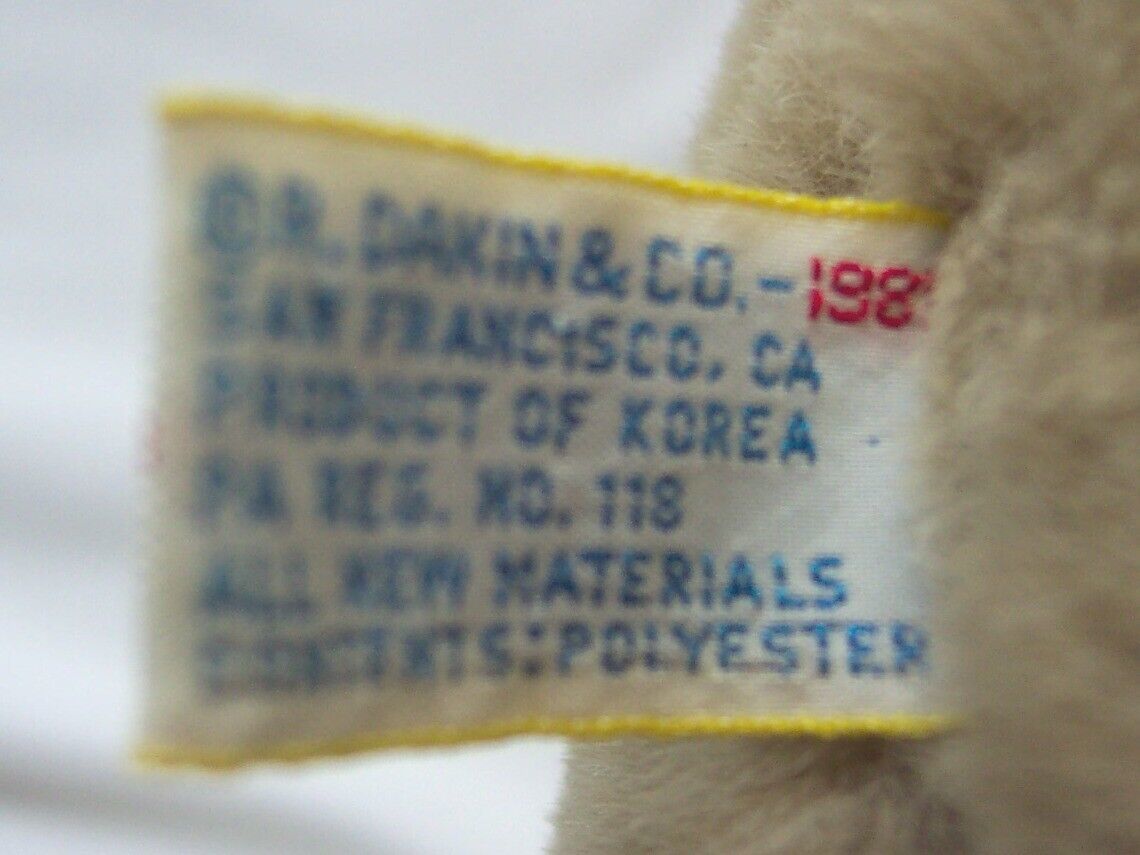 © R. DAKIN & CO. - 198
SAN FRANCISCO, CA
PRODUCT OF KOREA
PA REG. NO. 118
ALL NEW MATERIALS
CONTENTS: POLYESTER